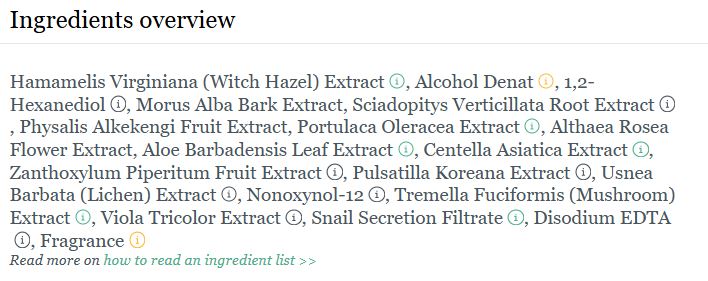 Ingredients overview
Hamamelis Virginiana (Witch Hazel) Extract, Alcohol Denat, 1,2-
Hexanediol, Morus Alba Bark Extract, Sciadopitys Verticillata Root Extract
, Physalis Alkekengi Fruit Extract, Portulaca Oleracea Extract, Althaea Rosea
Flower Extract, Aloe Barbadensis Leaf Extract, Centella Asiatica Extract,
Zanthoxylum Piperitum Fruit Extract, Pulsatilla Koreana Extract, Usnea
Barbata (Lichen) Extract, Nonoxynol-12, Tremella Fuciformis (Mushroom)
Extract, Viola Tricolor Extract, Snail Secretion Filtrate, Disodium EDTA
, Fragrance
Read more on how to read an ingredient list >>